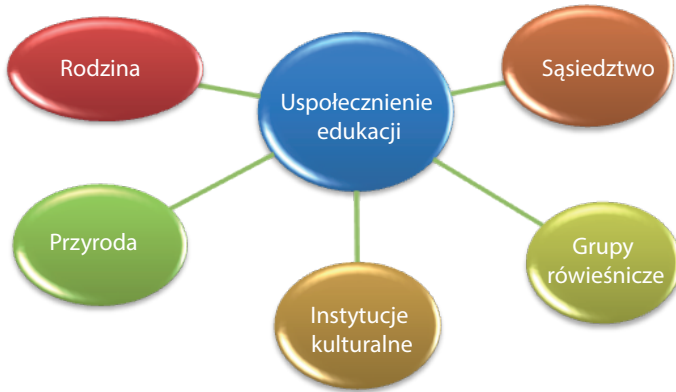 Rodzina
Uspołecznienie
edukacji
Sąsiedztwo
Przyroda
Instytucje
kulturalne
Grupy
rówieśnicze